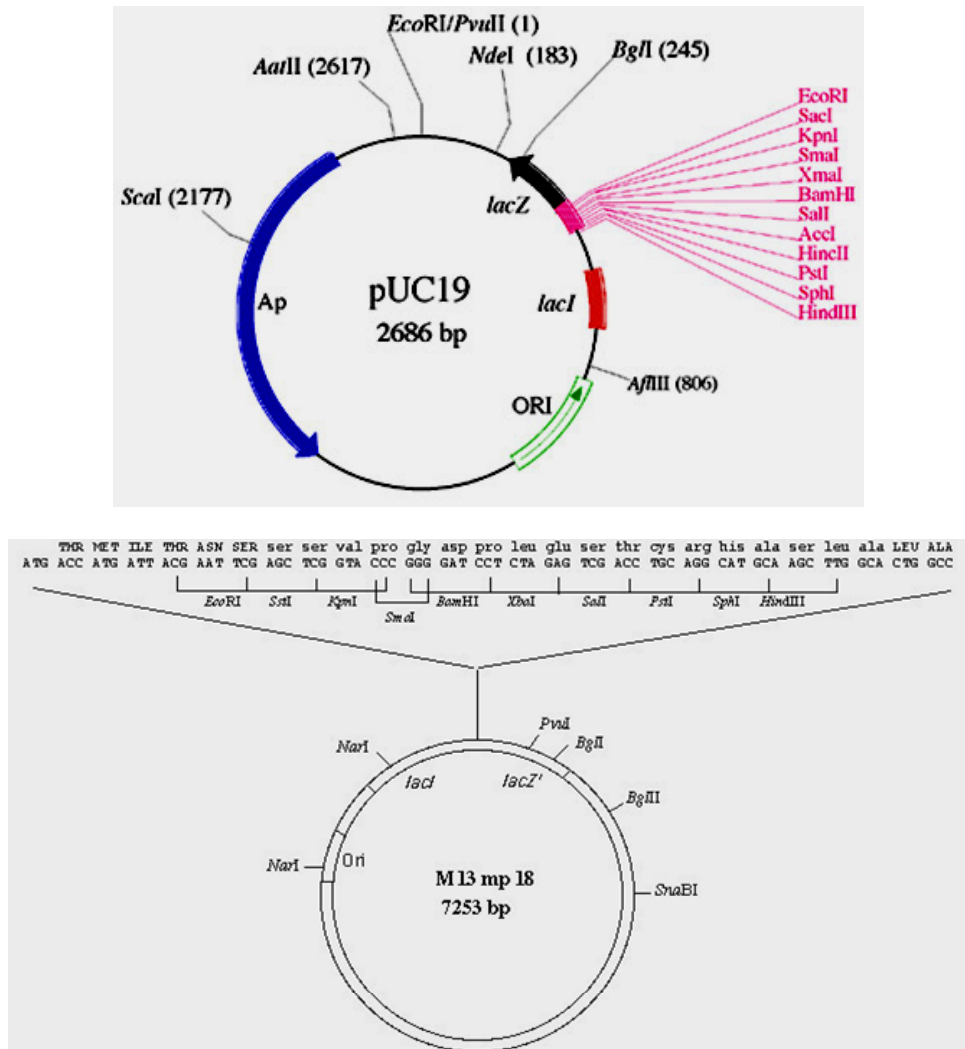 EcoRI/PvuII (1)
AatII (2617)
NdeI (183)
BglI (245)
EcoRI
SacI
KpnI
SmaI
XmaI
BamHI
SalI
AccI
HincII
PstI
SphI
HindIII
ScaI (2177)
lacZ
pUC19
2686 bp
Ap
lacI
AflIII (806)
ORI
THR MET ILE THR ASN SER ser ser val pro gly asp pro leu glu ser thr cys arg his ala ser leu ala LEU ALA
ATG ACC ATG ATT ACG AAT TCG AGC TCG GTA CCC GGG GAT CCT CTA GAG TCG ACC TGC AGG CAT GCA AGC TTG GCA CTG GCC
EcoRI SstI KpnI BamHI XbaI SalI PstI SphI HindIII
SmaI
PvuI
NarI
BglI
lacI
lacZ'
BglII
NarI
Ori
M13 mp 18
SnaBI
7253 bp